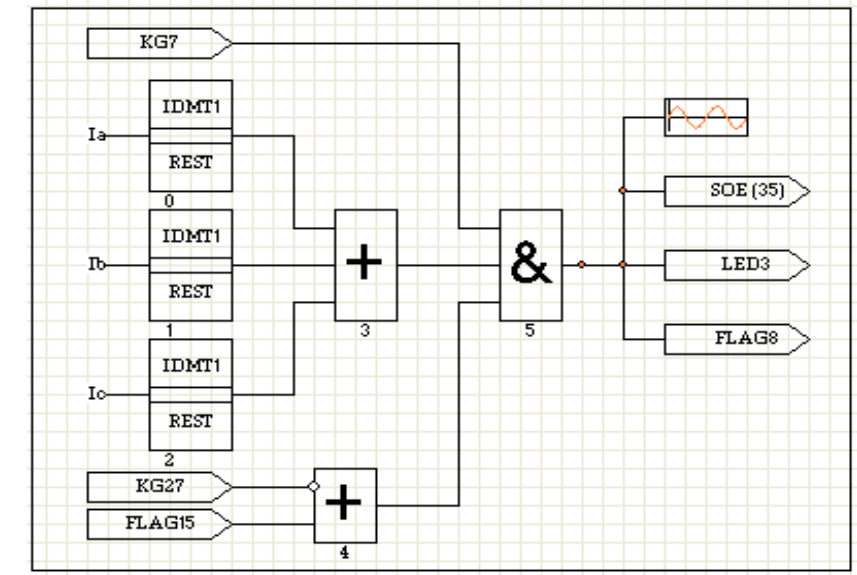 KG7
IDMT1
Ia
REST
0
IDMT1
Ib
REST
1
IDMT1
Ic
REST
2
+
3
&
5
KG27
FLAG15
+
4
SOE (35)
LED3
FLAG8